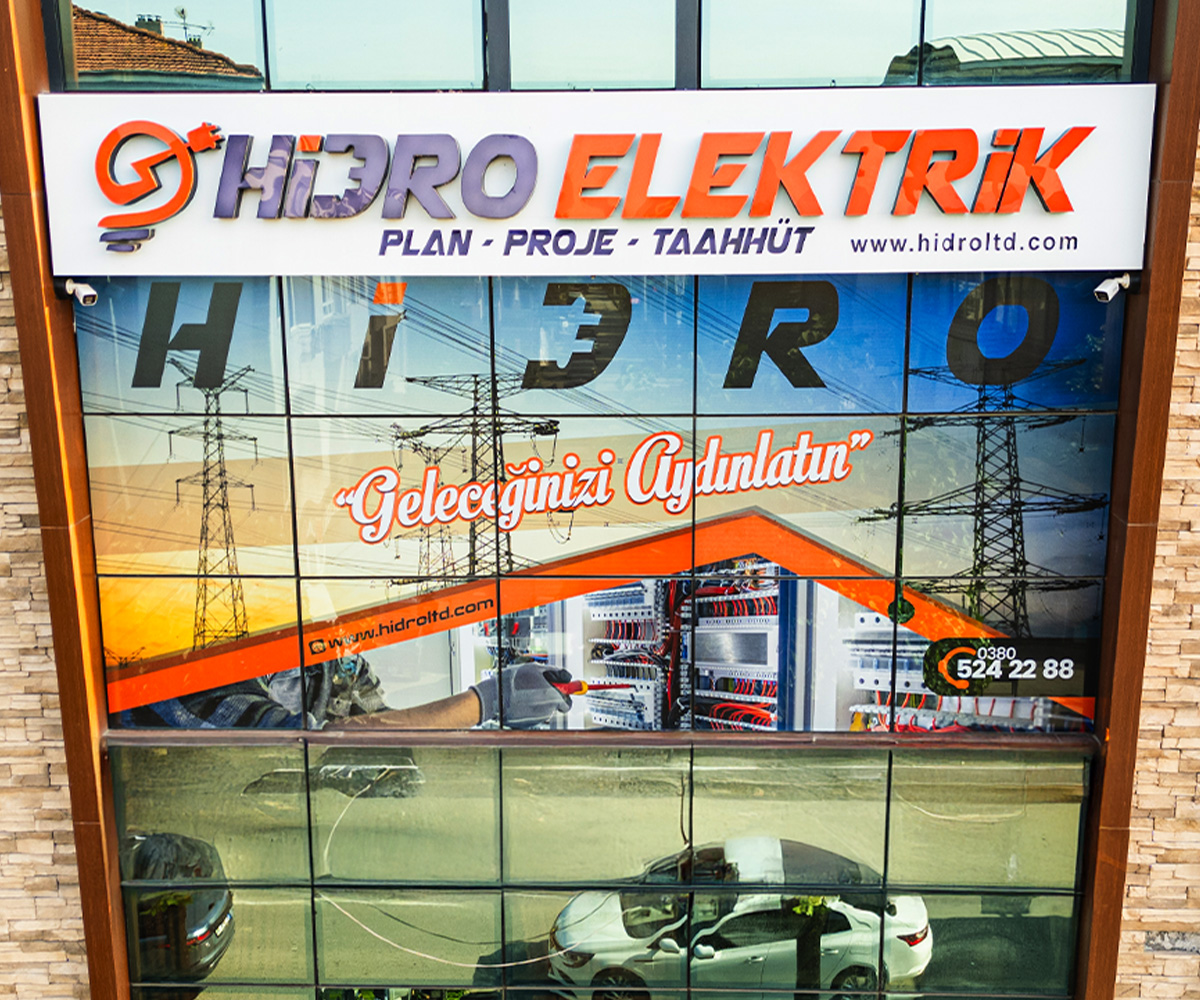 HİDRO ELEKTRİK
PLAN - PROJE - TAAHHÜT www.hidroltd.com
HİDRO
“Geleceğinizi Aydınlatın”
www.hidroltd.com
0380
524 22 88